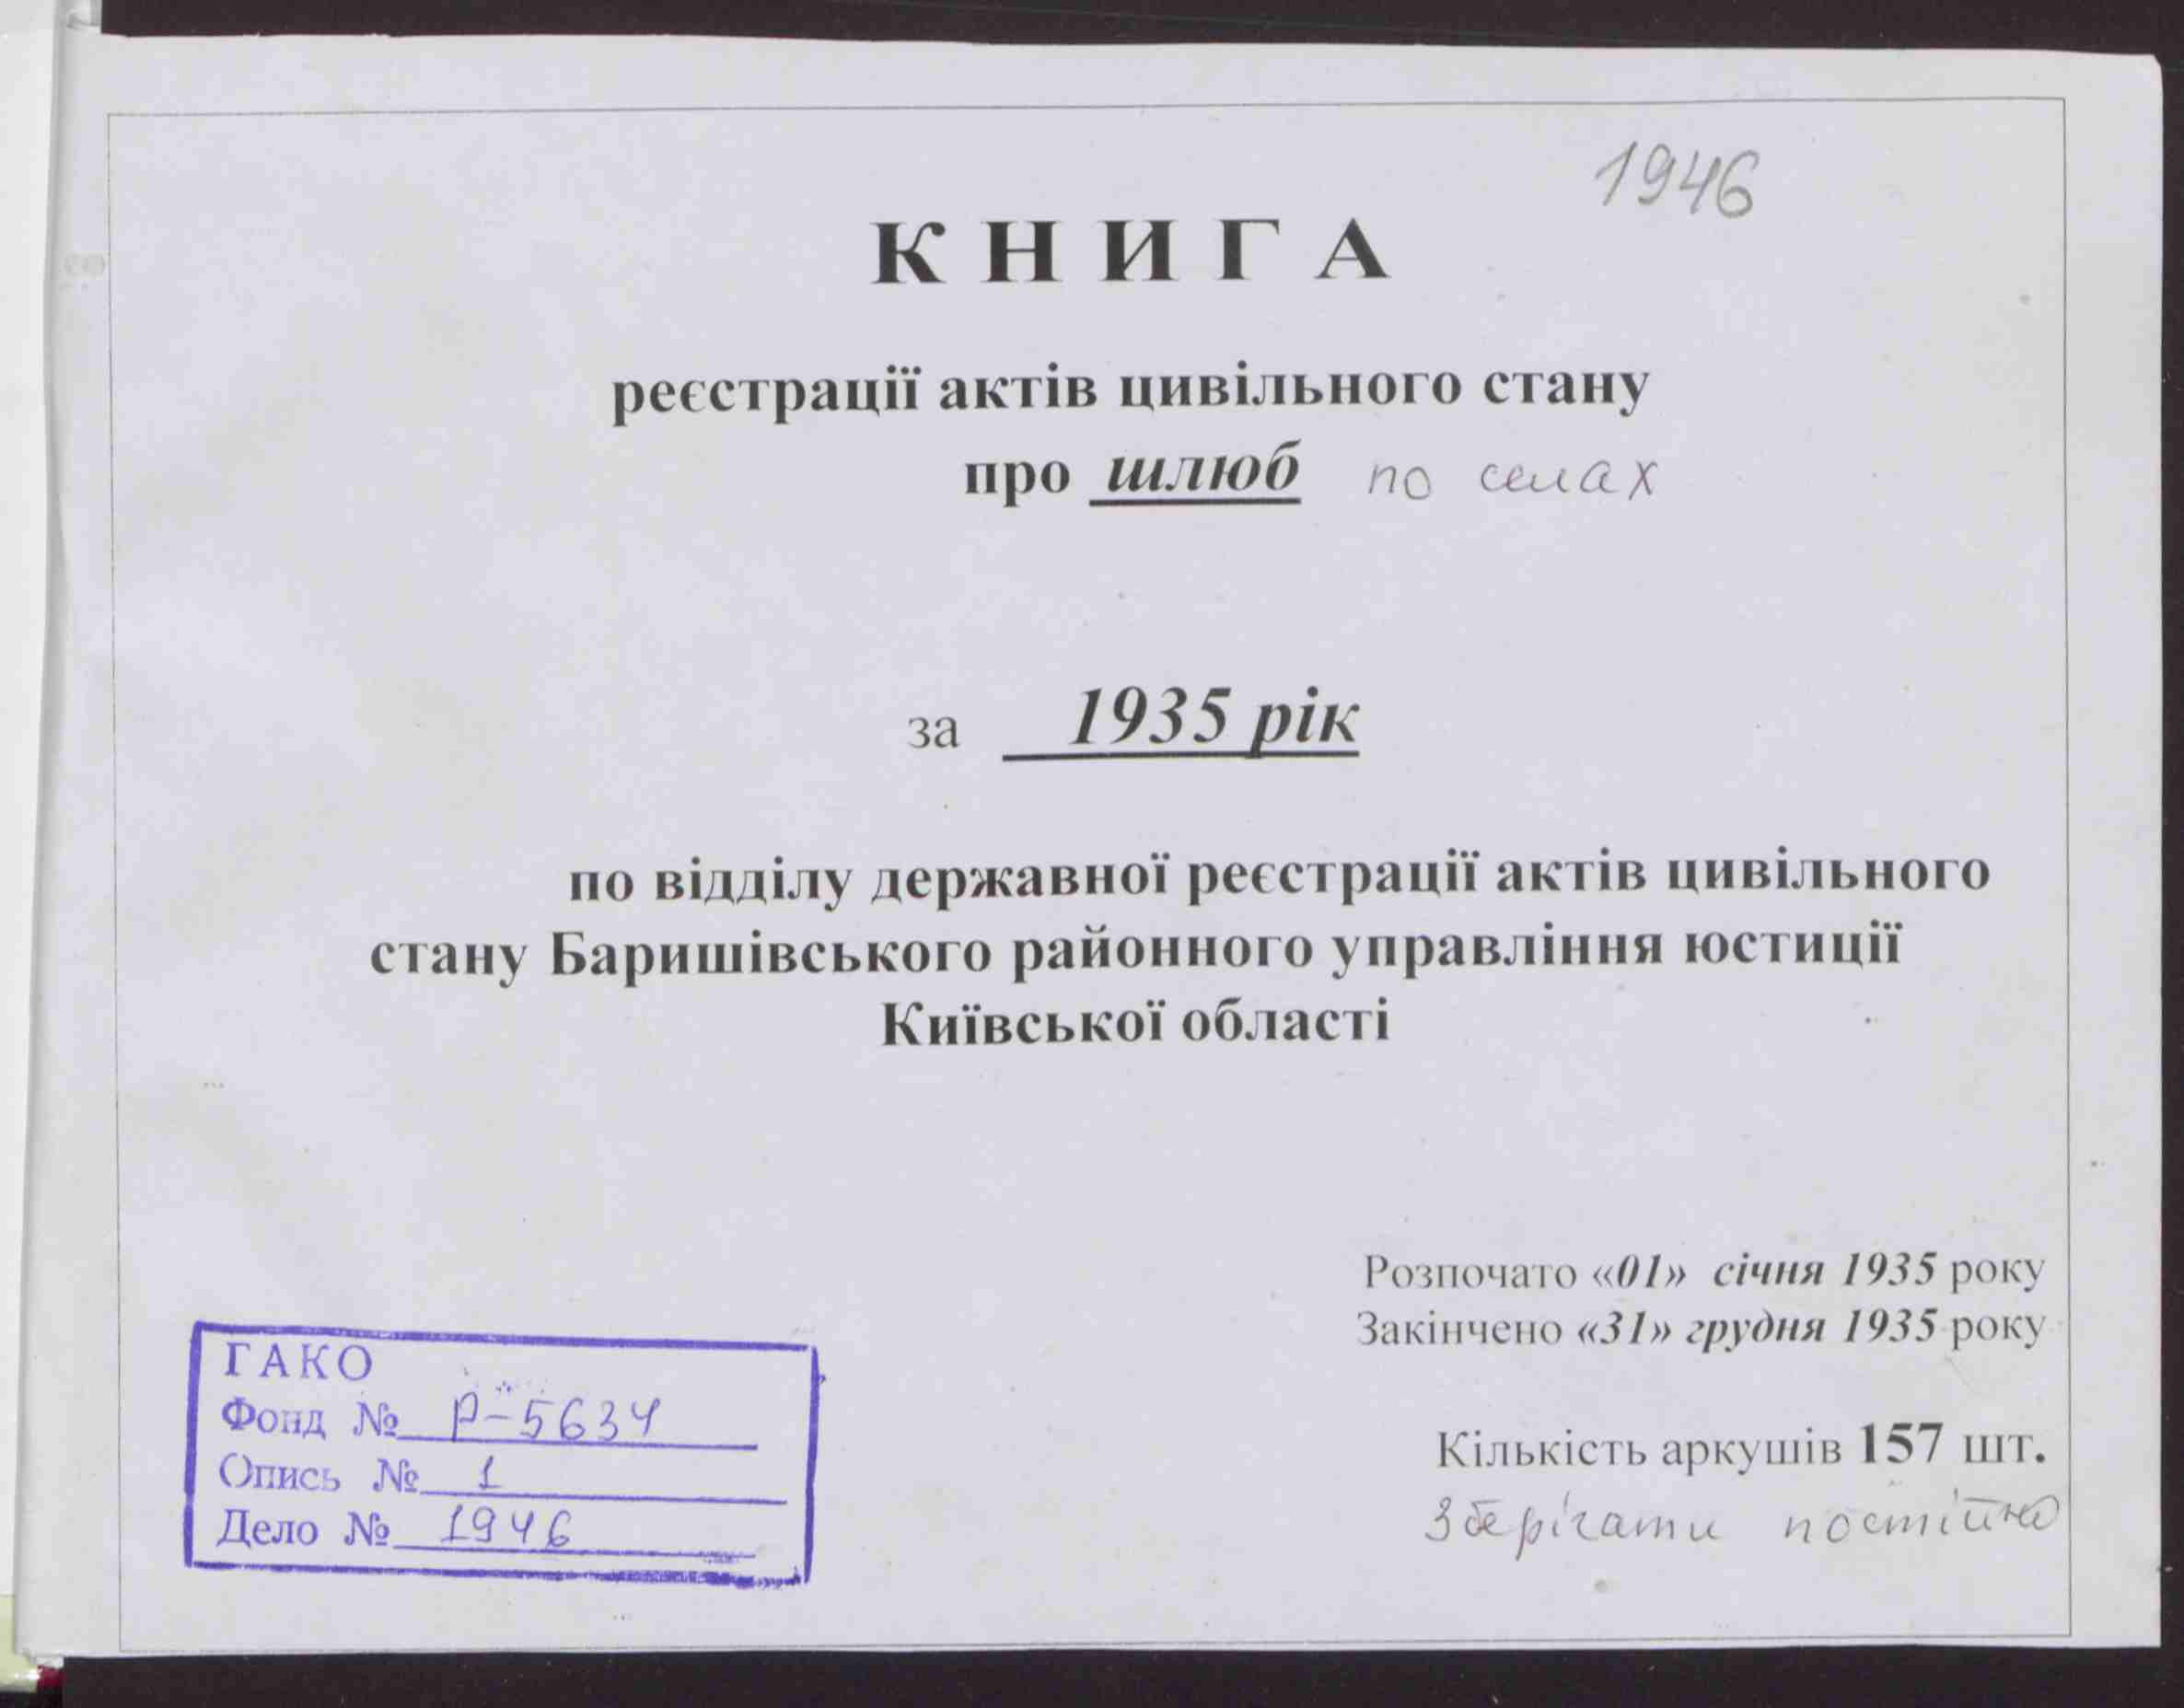 1946
КНИГА
реєстрації актів цивільного стану
про шлюб по селах
за 1935 рік
по відділу державної реєстрації актів цивільного
стану Баришівського районного управління юстиції
Київської області
Розпочато «01» січня 1935 року
Закінчено «31» грудня 1935 року
Кількість аркушів 157 шт.
Зберігати постійно
ГАКО
Фонд № Р-5634
Опись № 1
Дело № 1946